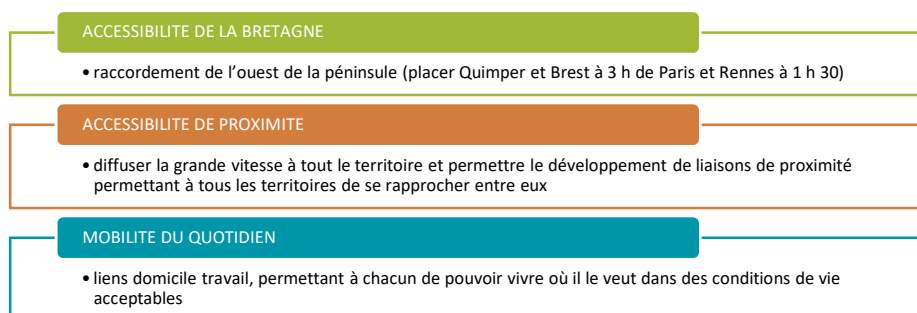 ACCESSIBILITE DE LA BRETAGNE
• raccordement de l’ouest de la péninsule (placer Quimper et Brest à 3 h de Paris et Rennes à 1 h 30)
ACCESSIBILITE DE PROXIMITE
• diffuser la grande vitesse à tout le territoire et permettre le développement de liaisons de proximité
permettant à tous les territoires de se rapprocher entre eux
MOBILITE DU QUOTIDIEN
• liens domicile travail, permettant à chacun de pouvoir vivre où il le veut dans des conditions de vie
acceptables